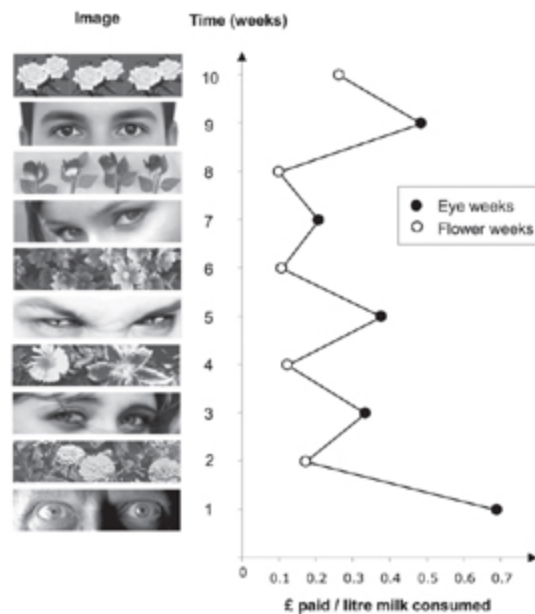 Image
Time (weeks)
10
9
8
7
6
5
4
3
2
1
Eye weeks
Flower weeks
0 0.1 0.2 0.3 0.4 0.5 0.6 0.7
£ paid / litre milk consumed